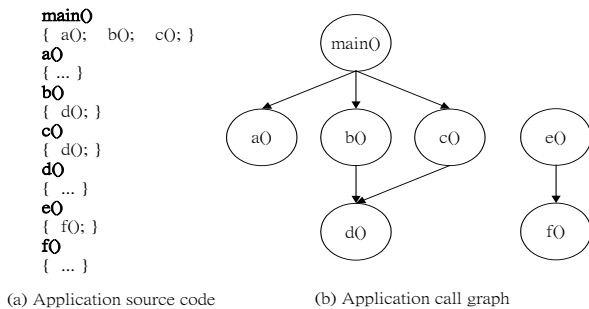 main()
{ a(); b(); c(); }
a()
{ ... }
b()
{ d(); }
c()
{ d(); }
d()
{ ... }
e()
{ f(); }
f()
{ ... }
(a) Application source code
main()
a()
b()
c()
e()
d()
f()
(b) Application call graph